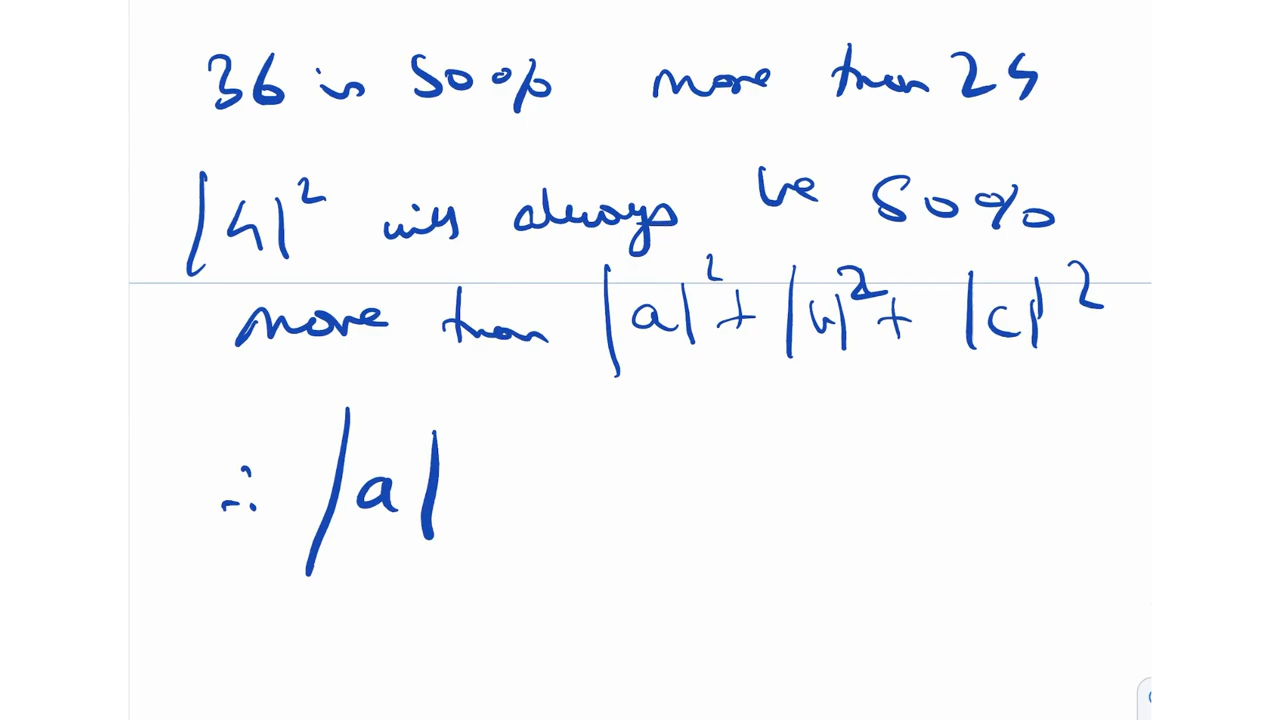 36 is 50% more than 24
|4|² will always be 50%
more than |a|² + |b|² + |c|²
∴ |a|